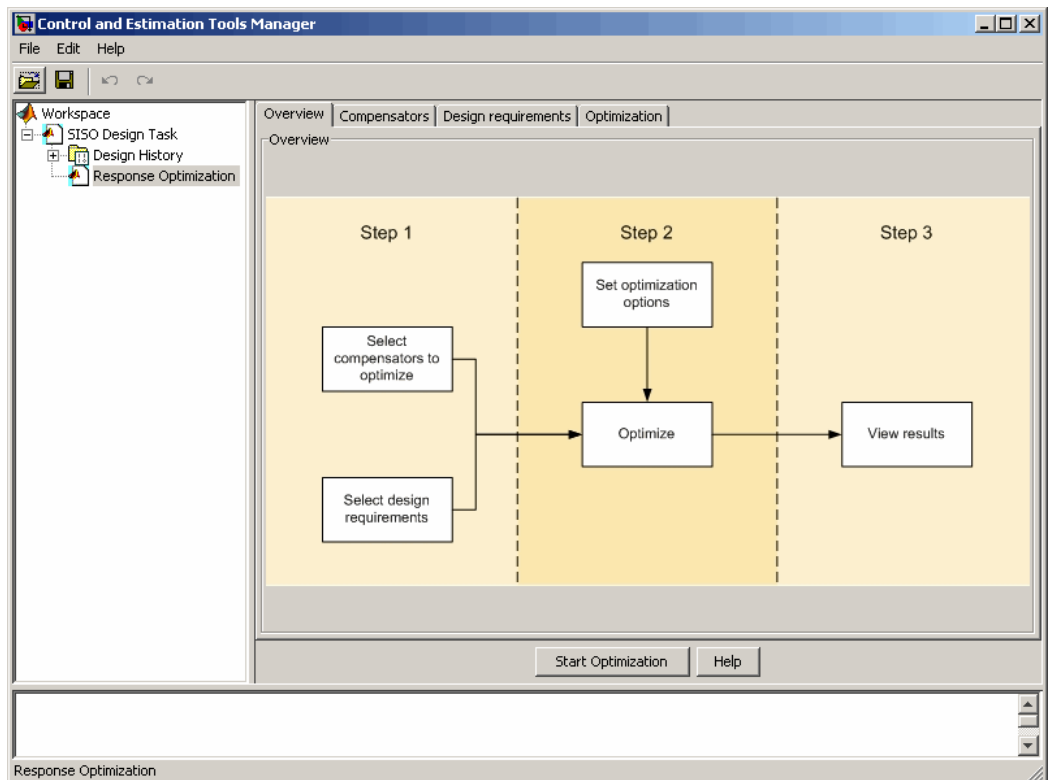 Control and Estimation Tools Manager
File Edit Help
Workspace
SISO Design Task
Design History
Response Optimization
Overview Compensators Design requirements Optimization
Overview
Step 1
Step 2
Step 3
Set optimization
options
Select
compensators to
optimize
Optimize
View results
Select design
requirements
Start Optimization Help
Response Optimization